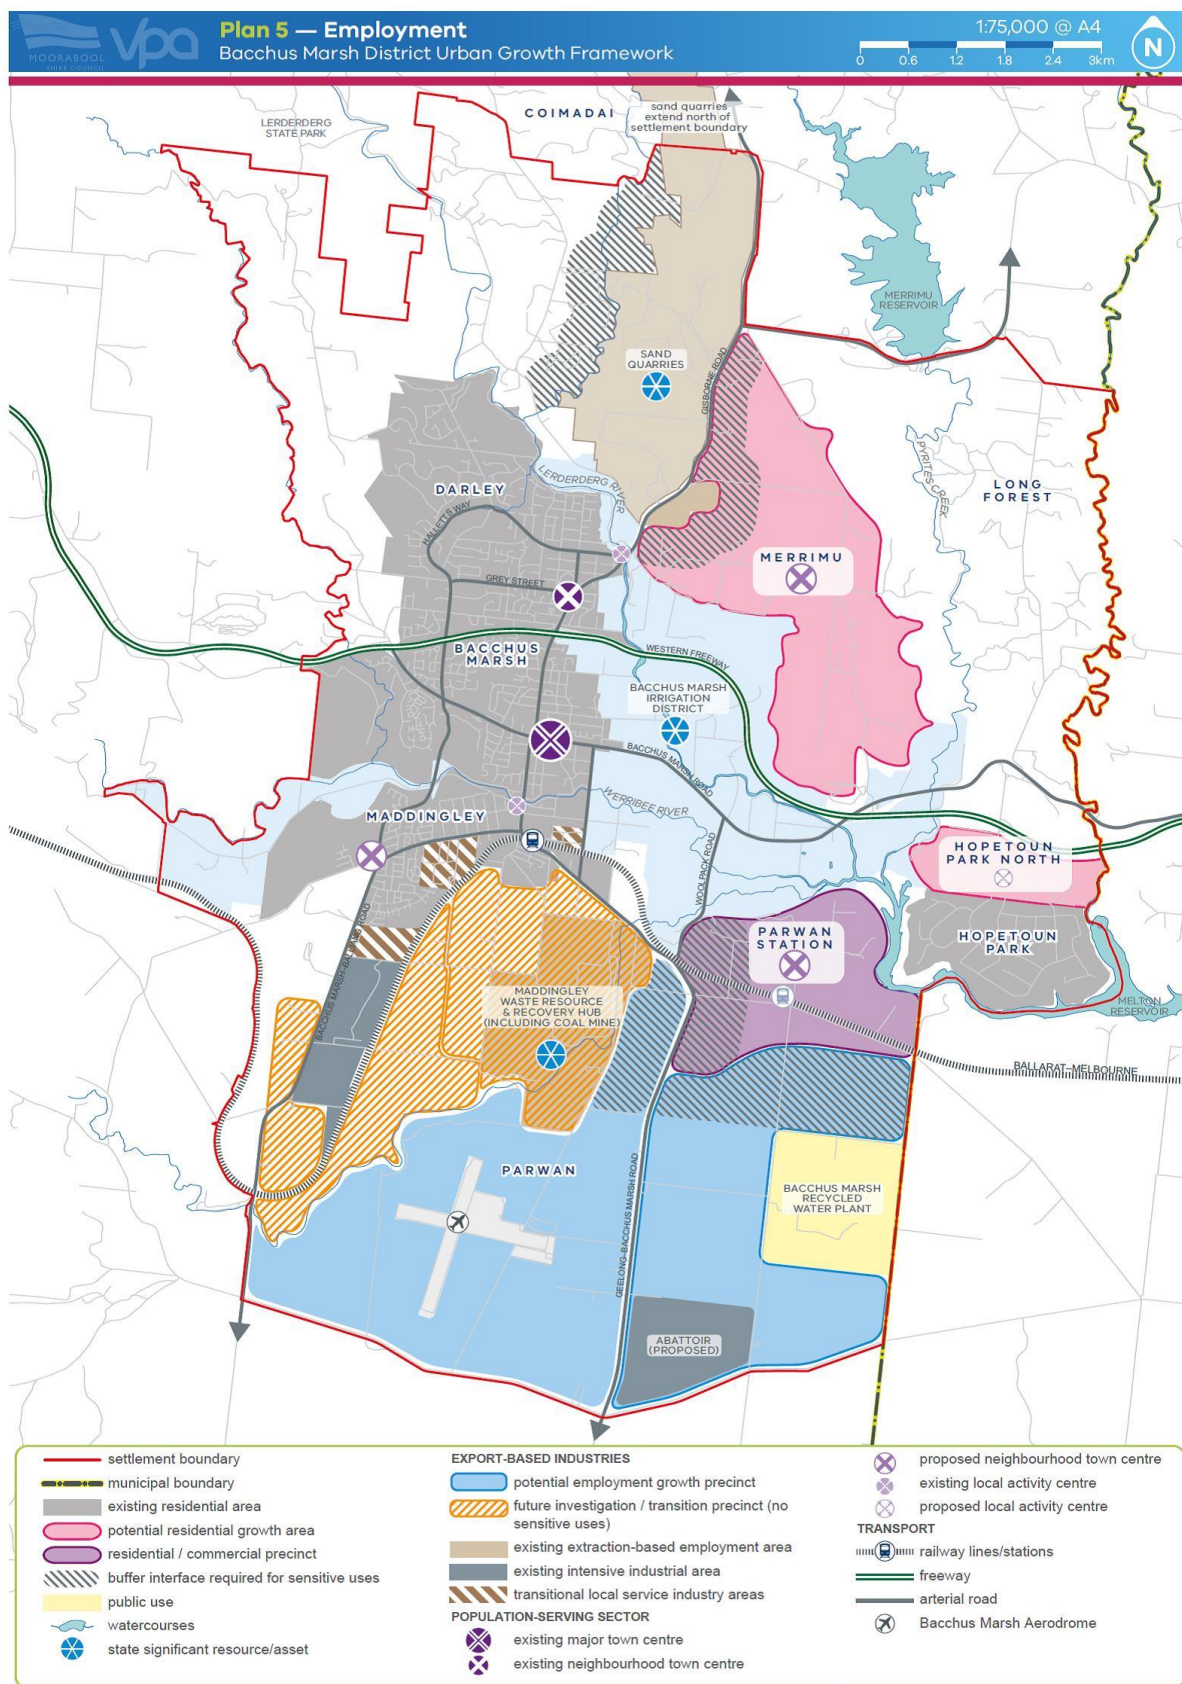 MOORABOOL
SHIRE COUNCIL
vpa
Plan 5 — Employment
Bacchus Marsh District Urban Growth Framework
1:75,000 @ A4
0 0.6 1.2 1.8 2.4 3km
N
COIMADAI
sand quarries
extend north of
settlement boundary
LERDERDERG
STATE PARK
MERRIMU
RESERVOIR
SAND
QUARRIES
GISBORNE ROAD
PYRITES CREEK
LONG
FOREST
LERDERDERG RIVER
DARLEY
HALLETTS WAY
MERRIMU
GREY STREET
BACCHUS
MARSH
WESTERN FREEWAY
BACCHUS MARSH
IRRIGATION
DISTRICT
BACCHUS MARSH ROAD
WERRIBEE RIVER
MADDINGLEY
WOOLPACK ROAD
HOPETOUN
PARK NORTH
PARWAN
STATION
HOPETOUN
PARK
BACCHUS MARSH-BALLIANG ROAD
MADDINGLEY
WASTE RESOURCE
& RECOVERY HUB
(INCLUDING COAL MINE)
MELTON
RESERVOIR
BALLARAT-MELBOURNE
PARWAN
GEELONG-BACCHUS MARSH ROAD
BACCHUS MARSH
RECYCLED
WATER PLANT
ABATTOIR
(PROPOSED)
settlement boundary
municipal boundary
existing residential area
potential residential growth area
residential / commercial precinct
buffer interface required for sensitive uses
public use
watercourses
state significant resource/asset
EXPORT-BASED INDUSTRIES
potential employment growth precinct
future investigation / transition precinct (no
sensitive uses)
existing extraction-based employment area
existing intensive industrial area
transitional local service industry areas
POPULATION-SERVING SECTOR
existing major town centre
existing neighbourhood town centre
proposed neighbourhood town centre
existing local activity centre
proposed local activity centre
TRANSPORT
railway lines/stations
freeway
arterial road
Bacchus Marsh Aerodrome